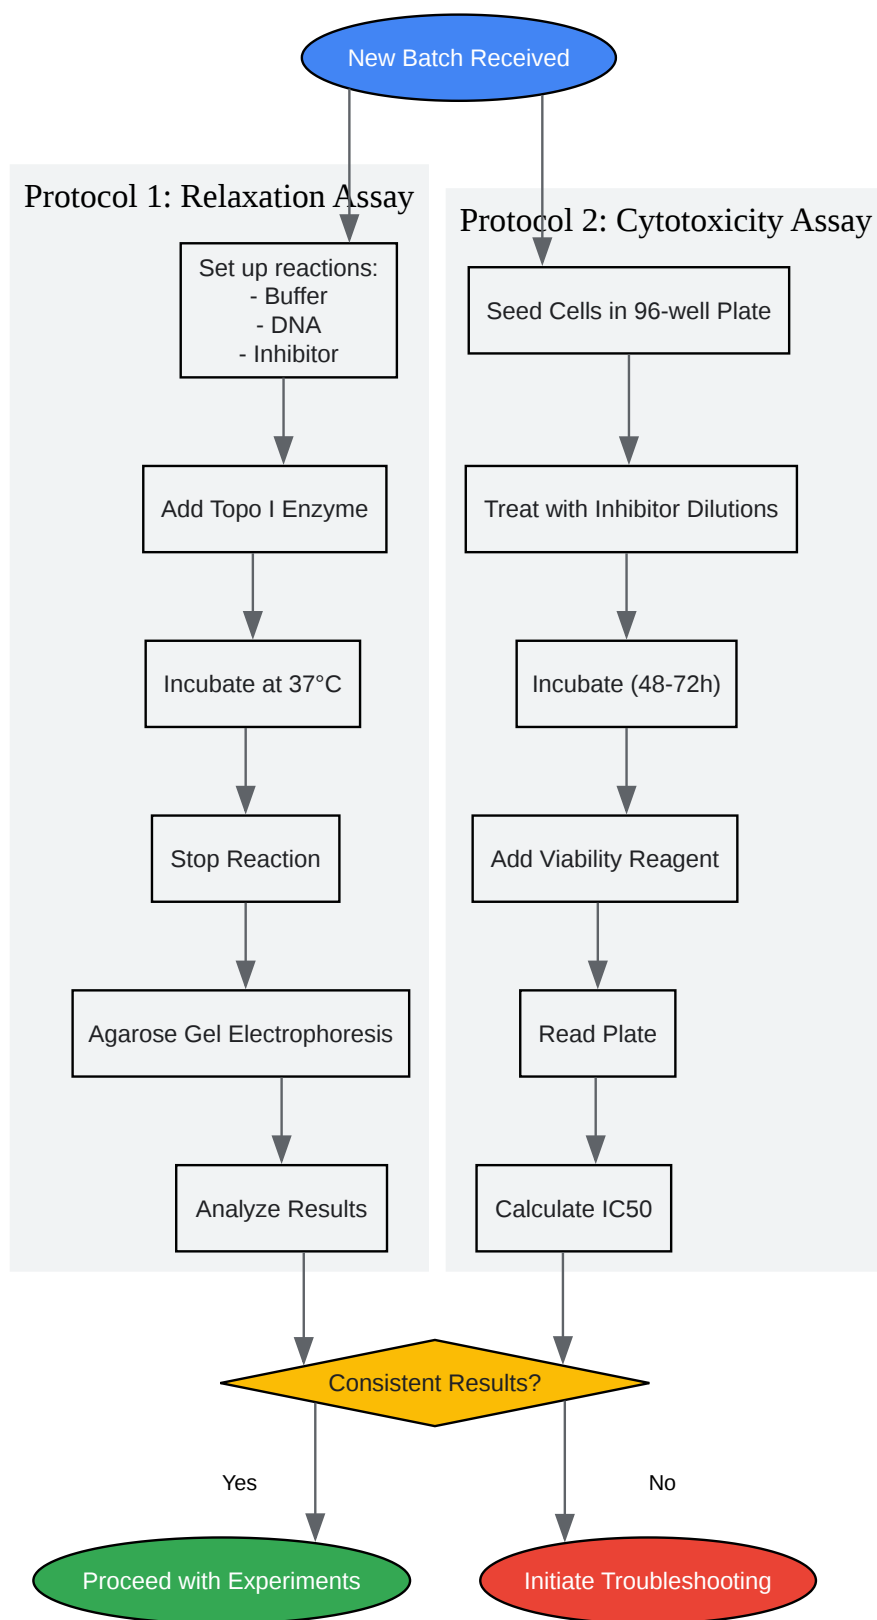 New Batch Received
Protocol 1: Relaxation Assay
Set up reactions:
- Buffer
- DNA
- Inhibitor
Add Topo I Enzyme
Incubate at 37°C
Stop Reaction
Agarose Gel Electrophoresis
Analyze Results
Protocol 2: Cytotoxicity Assay
Seed Cells in 96-well Plate
Treat with Inhibitor Dilutions
Incubate (48-72h)
Add Viability Reagent
Read Plate
Calculate IC50
Consistent Results?
Yes
No
Proceed with Experiments
Initiate Troubleshooting